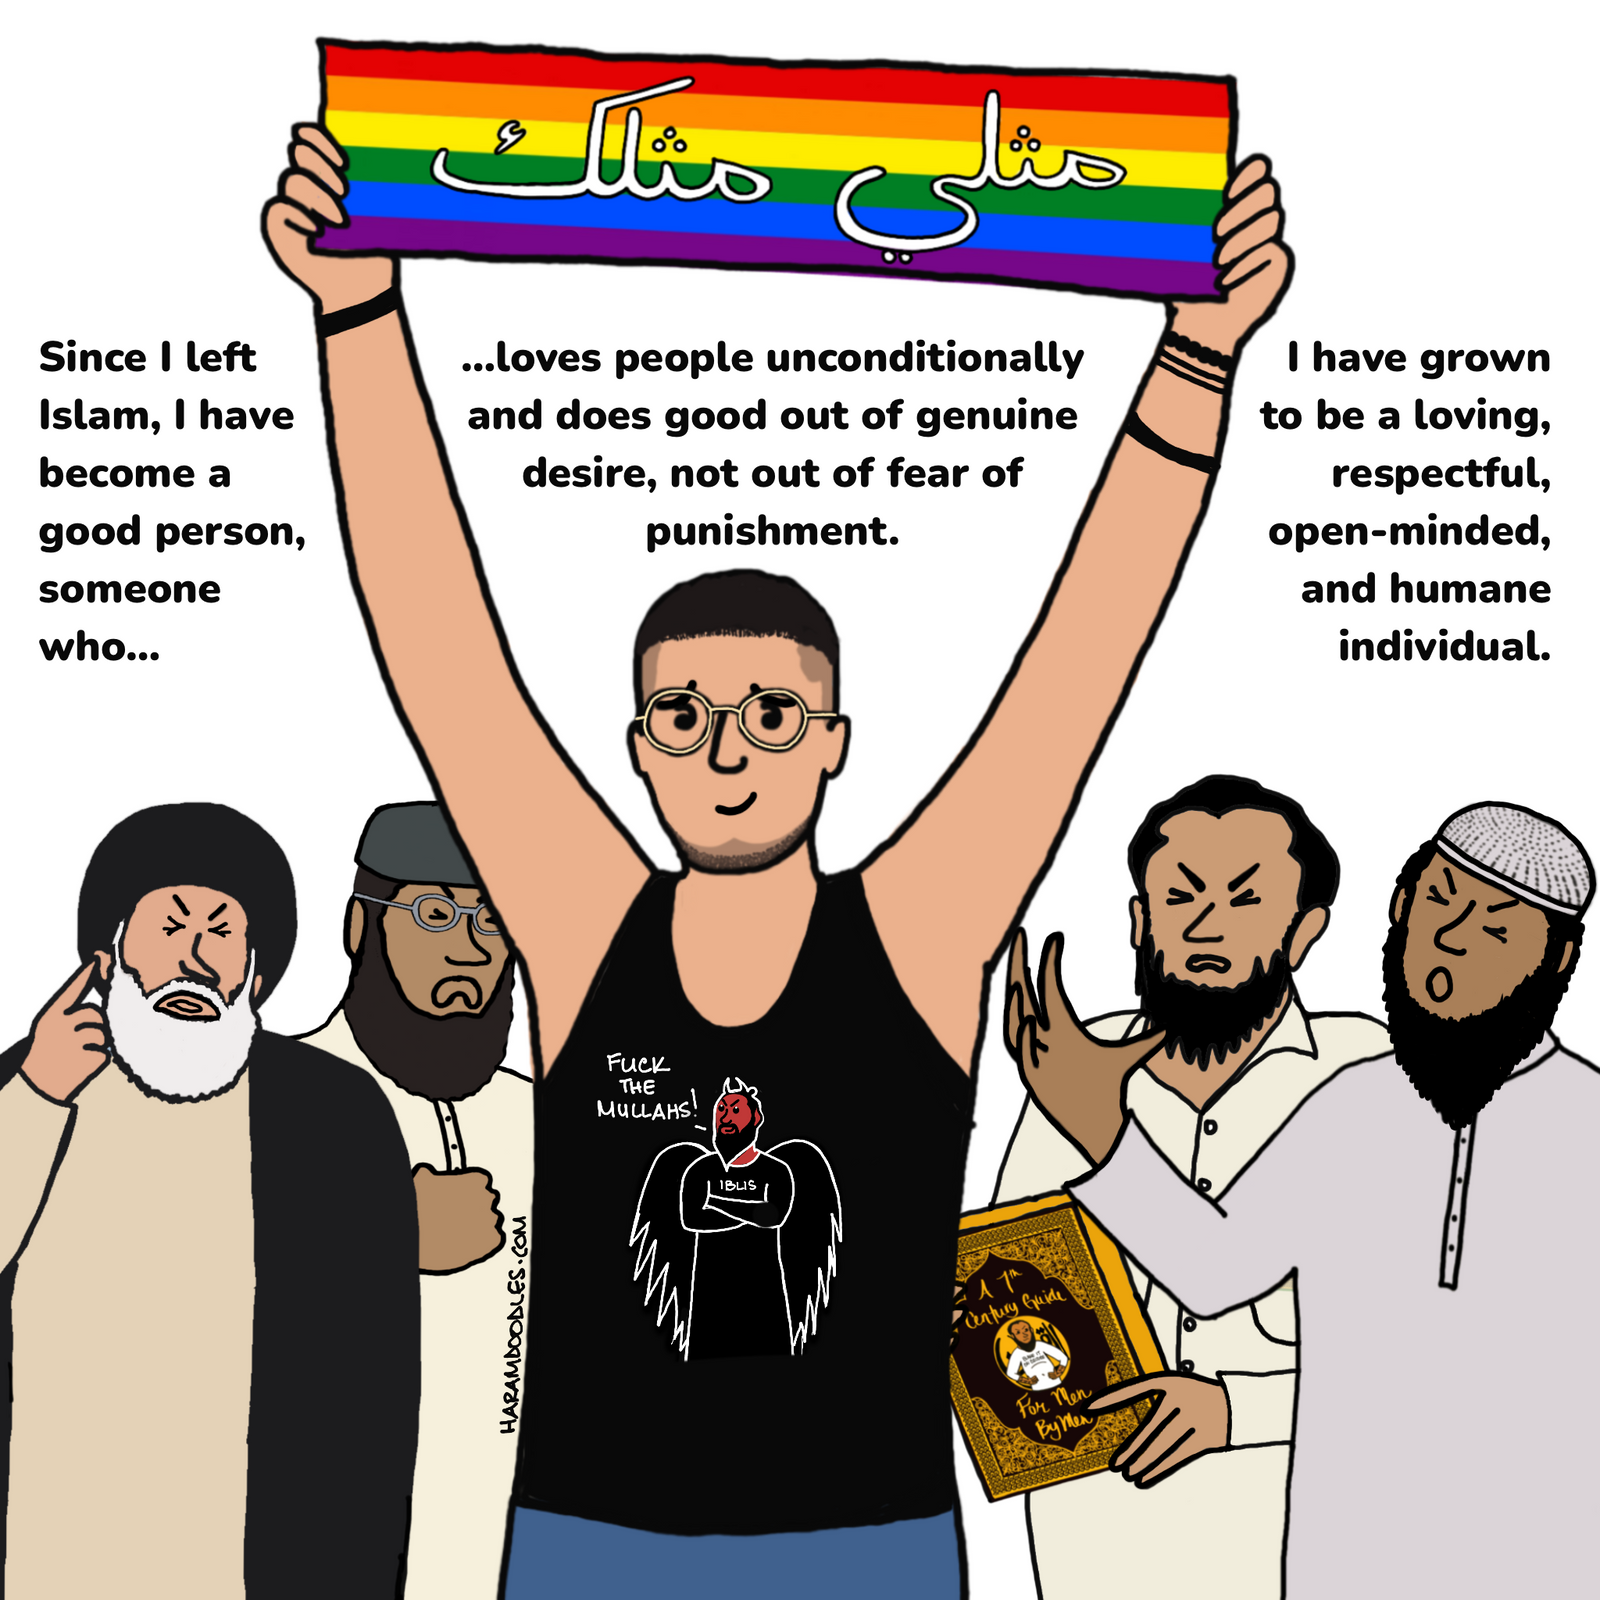 مثلي مثلك
Since I left
Islam, I have
become a
good person,
someone
who...
...loves people unconditionally
and does good out of genuine
desire, not out of fear of
punishment.
I have grown
to be a loving,
respectful,
open-minded,
and humane
individual.
FUCK
THE
MULLAHS!
IBLIS
HARAMDOODLES.COM
A 7th
Century Guide
For Men
By Men